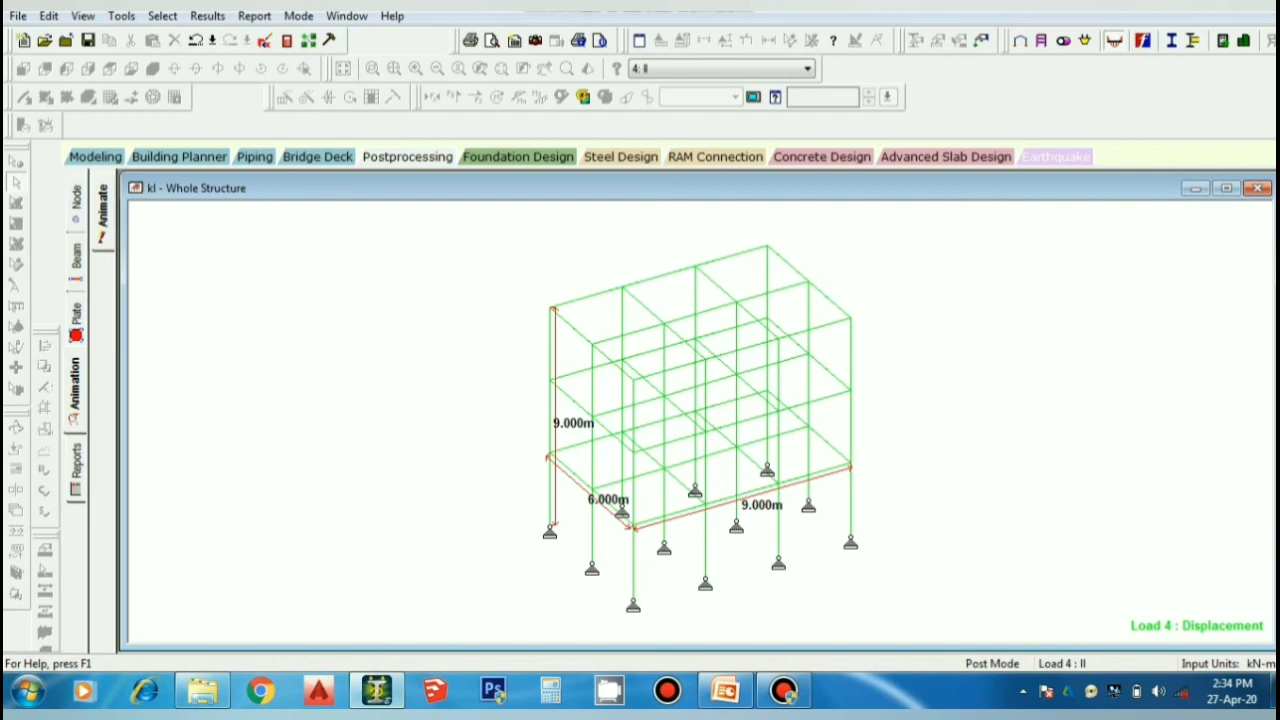 File Edit View Tools Select Results Report Mode Window Help
4: ll
Modeling Building Planner Piping Bridge Deck Postprocessing Foundation Design Steel Design RAM Connection Concrete Design Advanced Slab Design Earthquake
kl - Whole Structure
Node
Beam
Plate
Animation
Reports
Animate
9.000m
6.000m
9.000m
Load 4 : Displacement
For Help, press F1
Post Mode
Load 4 : ll
Input Units: kN-m
2:34 PM
27-Apr-20